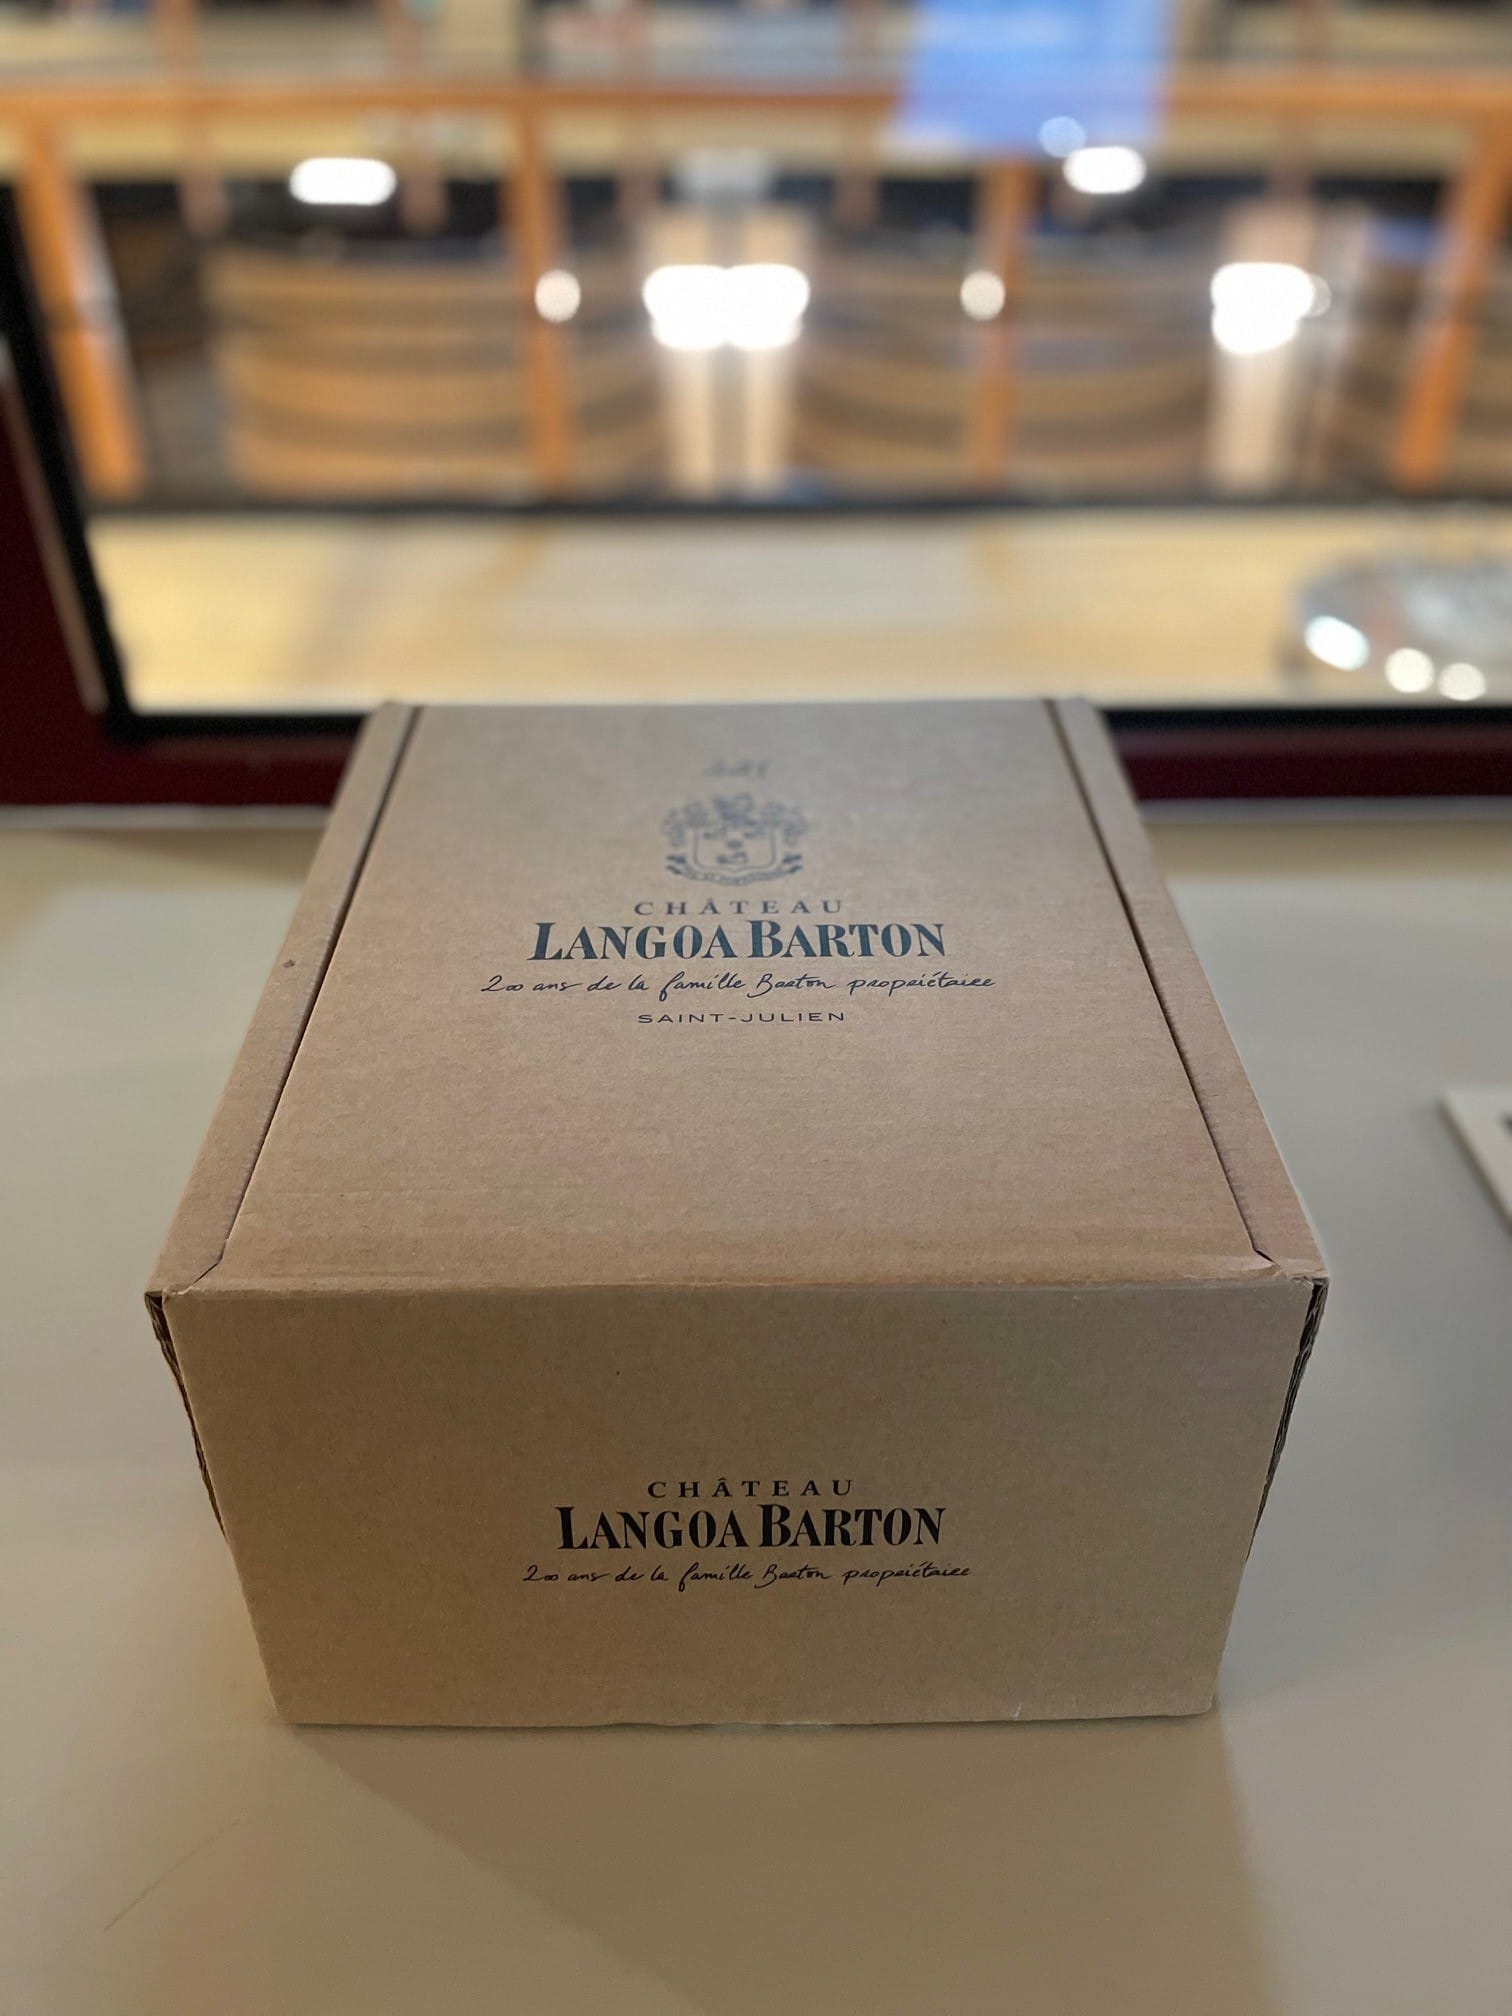 CHÂTEAU
LANGOA BARTON
200 ans de la famille Barton propriétaire
SAINT-JULIEN
CHÂTEAU
LANGOA BARTON
200 ans de la famille Barton propriétaire